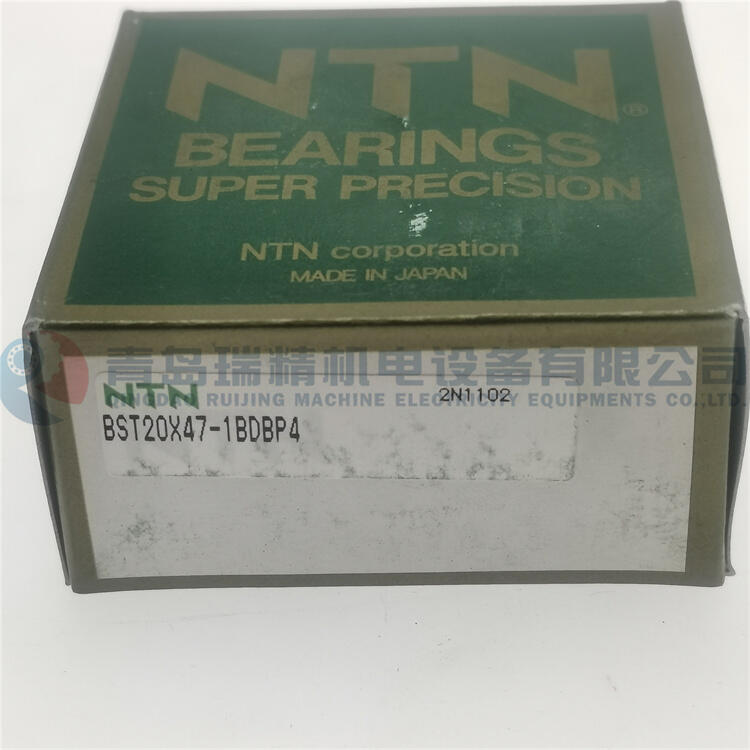 NTN®
BEARINGS
SUPER PRECISION
NTN corporation
MADE IN JAPAN
青岛瑞精机电设备有限公司
QINGDAO RUIJING MACHINE ELECTRICITY EQUIPMENTS CO., LTD
NTN
2N1102
BST20X47-1BDBP4